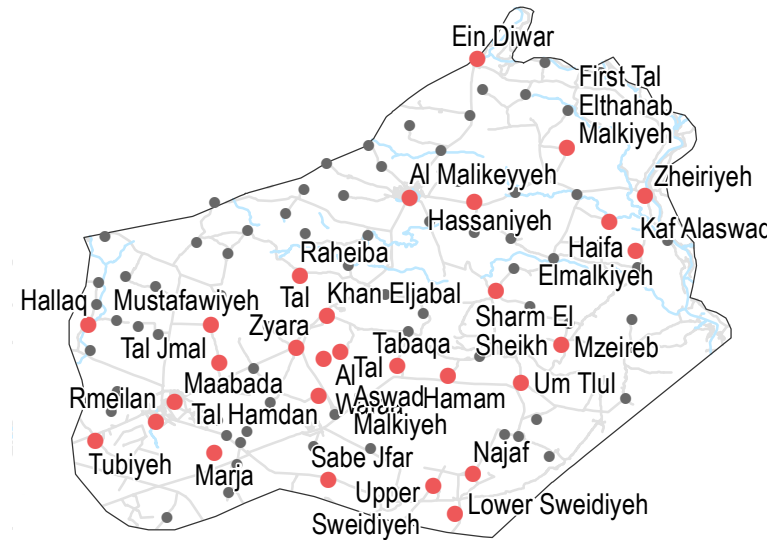 Ein Diwar
First Tal
Elthahab
Malkiyeh
Al Malikeyyeh
Zheiriyeh
Hassaniyeh
Haifa
Kaf Alaswad
Elmalkiyeh
Raheiba
Tal
Zyara
Khan Eljabal
Hallaq
Mustafawiyeh
Sharm El
Sheikh
Mzeireb
Tal Jmal
Tabaqa
Al
Tal
Aswad
Malkiyeh
Hamam
Um Tlul
Maabada
Rmeilan
Tal Hamdan
Tubiyeh
Marja
Sabe Jfar
Najaf
Upper
Sweidiyeh
Lower Sweidiyeh